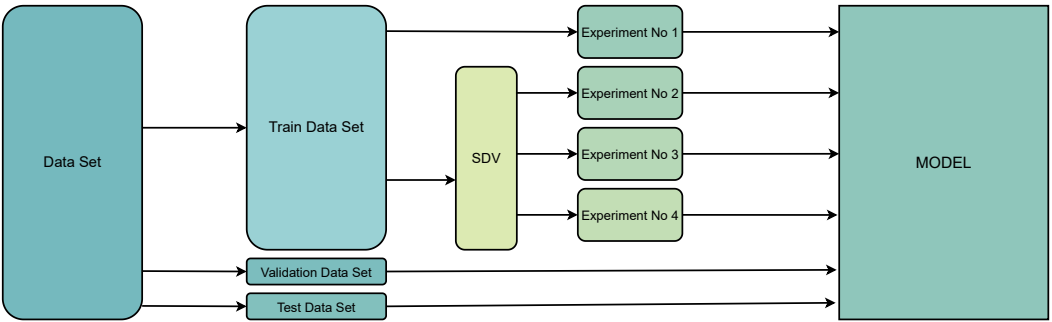 Data Set
Train Data Set
SDV
Experiment No 1
Experiment No 2
Experiment No 3
Experiment No 4
MODEL
Validation Data Set
Test Data Set